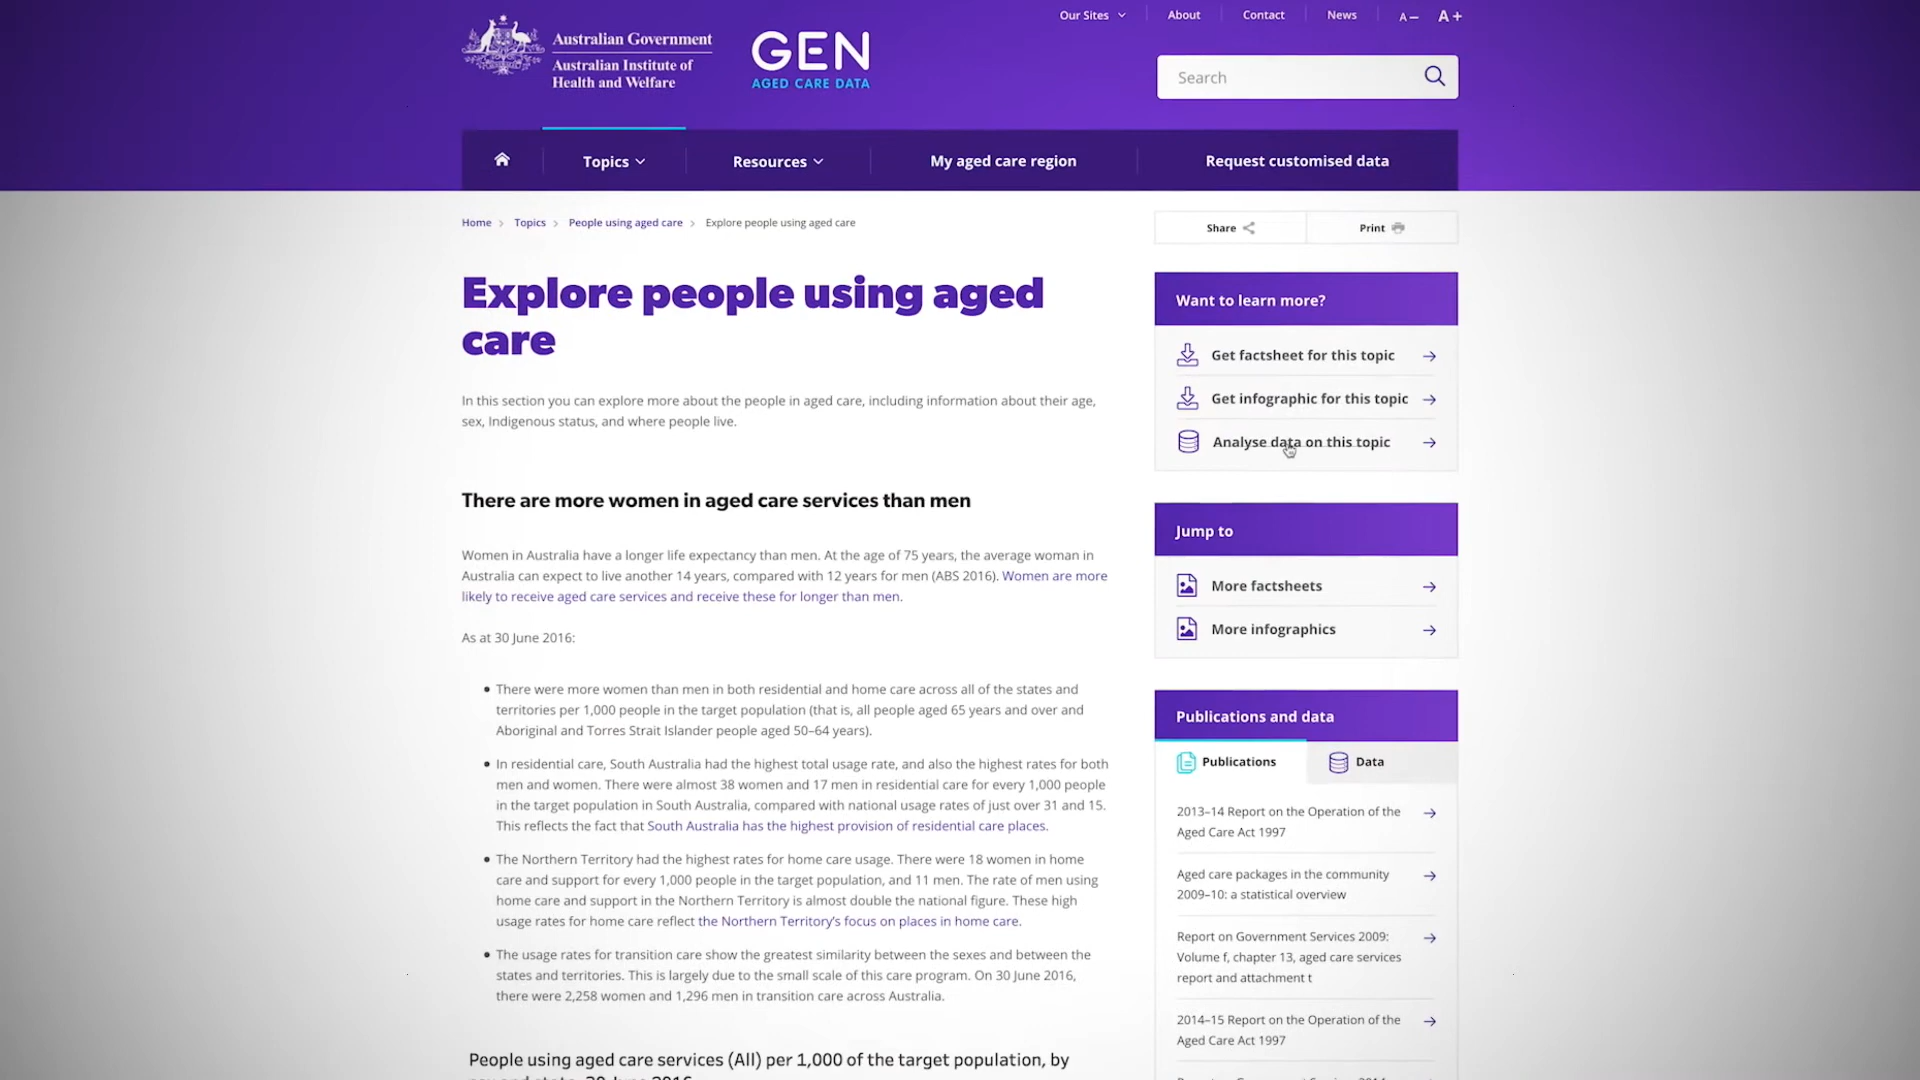 Our Sites
About
Contact
News
A−
A+
Australian Government
Australian Institute of
Health and Welfare
GEN
AGED CARE DATA
Search
Topics
Resources
My aged care region
Request customised data
Home
Topics
People using aged care
Explore people using aged care
Share
Print
Explore people using aged
care
In this section you can explore more about the people in aged care, including information about their age,
sex, Indigenous status, and where people live.
There are more women in aged care services than men
Women in Australia have a longer life expectancy than men. At the age of 75 years, the average woman in
Australia can expect to live another 14 years, compared with 12 years for men (ABS 2016). Women are more
likely to receive aged care services and receive these for longer than men.
As at 30 June 2016:
There were more women than men in both residential and home care across all of the states and
territories per 1,000 people in the target population (that is, all people aged 65 years and over and
Aboriginal and Torres Strait Islander people aged 50–64 years).
In residential care, South Australia had the highest total usage rate, and also the highest rates for both
men and women. There were almost 38 women and 17 men in residential care for every 1,000 people
in the target population in South Australia, compared with national usage rates of just over 31 and 15.
This reflects the fact that South Australia has the highest provision of residential care places.
The Northern Territory had the highest rates for home care usage. There were 18 women in home
care and support for every 1,000 people in the target population, and 11 men. The rate of men using
home care and support in the Northern Territory is almost double the national figure. These high
usage rates for home care reflect the Northern Territory's focus on places in home care.
The usage rates for transition care show the greatest similarity between the sexes and between the
states and territories. This is largely due to the small scale of this care program. On 30 June 2016,
there were 2,258 women and 1,296 men in transition care across Australia.
People using aged care services (All) per 1,000 of the target population, by
Want to learn more?
Get factsheet for this topic
Get infographic for this topic
Analyse data on this topic
Jump to
More factsheets
More infographics
Publications and data
Publications
Data
2013–14 Report on the Operation of the
Aged Care Act 1997
Aged care packages in the community
2009–10: a statistical overview
Report on Government Services 2009:
Volume f, chapter 13, aged care services
report and attachment t
2014–15 Report on the Operation of the
Aged Care Act 1997